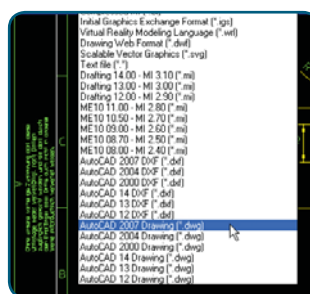 Initial Graphics Exchange Format (*.igs)
Virtual Reality Modeling Language (*.wrl)
Drawing Web Format (*.dwf)
Scalable Vector Graphics (*.svg)
Text file (*.*)
Drafting 14.00 - MI 3.10 (*.mi)
Drafting 13.00 - MI 3.00 (*.mi)
Drafting 12.00 - MI 2.90 (*.mi)
ME10 11.00 - MI 2.80 (*.mi)
ME10 10.50 - MI 2.70 (*.mi)
ME10 09.00 - MI 2.60 (*.mi)
ME10 08.70 - MI 2.50 (*.mi)
ME10 08.00 - MI 2.40 (*.mi)
AutoCAD 2007 DXF (*.dxf)
AutoCAD 2004 DXF (*.dxf)
AutoCAD 2000 DXF (*.dxf)
AutoCAD 14 DXF (*.dxf)
AutoCAD 13 DXF (*.dxf)
AutoCAD 12 DXF (*.dxf)
AutoCAD 2007 Drawing (*.dwg)
AutoCAD 2004 Drawing (*.dwg)
AutoCAD 2000 Drawing (*.dwg)
AutoCAD 14 Drawing (*.dwg)
AutoCAD 13 Drawing (*.dwg)
AutoCAD 12 Drawing (*.dwg)
C
B